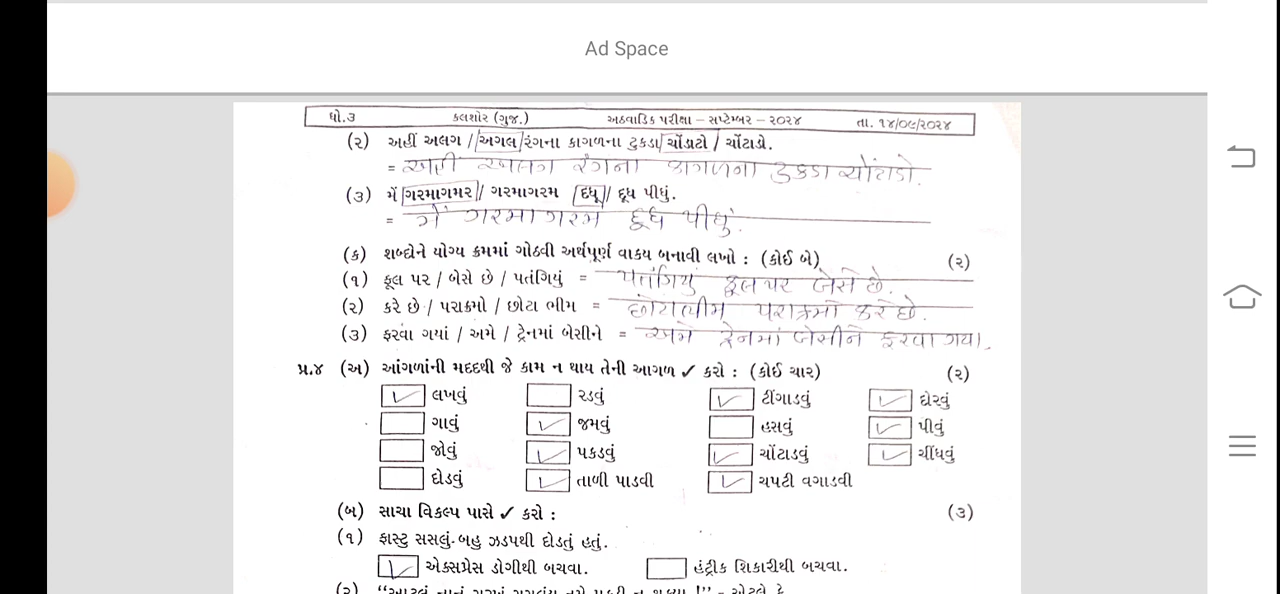 Ad Space
ધો.૩ કલશોર (ગુજ.) અઠવાડિક પરીક્ષા – સપ્ટેમ્બર – ૨૦૨૪ તા. ૧૪/૦૯/૨૦૨૪
(૨) અહીં અલગ / અગલ / રંગના કાગળના ટુકડા ચોંડાટો / ચોંટાડો.
= અહીં અલગ રંગના કાગળના ટુકડા ચોંટાડો.
(૩) મેં ગરમાગમર // ગરમાગરમ દધૂ // દૂધ પીધું.
= મેં ગરમાગરમ દૂધ પીધું.
(ક) શબ્દોને યોગ્ય ક્રમમાં ગોઠવી અર્થપૂર્ણ વાક્ય બનાવી લખો : (કોઈ બે) (૨)
(૧) ફૂલ પર / બેસે છે / પતંગિયું = પતંગિયું ફૂલ પર બેસે છે.
(૨) કરે છે / પરાક્રમો / છોટા ભીમ = છોટાભીમ પરાક્રમો કરે છે.
(૩) ફરવા ગયાં / અમે / ટ્રેનમાં બેસીને = અમે ટ્રેનમાં બેસીને ફરવા ગયા.
પ્ર.૪ (અ) આંગળાંની મદદથી જે કામ ન થાય તેની આગળ ✓ કરો : (કોઈ ચાર) (૨)
✓ લખવું રડવું ✓ ટીંગાડવું ✓ દોરવું
ગાવું ✓ જમવું હસવું ✓ પીવું
જોવું ✓ પકડવું ✓ ચોંટાડવું ✓ ચીંધવું
દોડવું ✓ તાળી પાડવી ✓ ચપટી વગાડવી
(બ) સાચા વિકલ્પ પાસે ✓ કરો : (૩)
(૧) ફાસ્ટુ સસલું બહુ ઝડપથી દોડતું હતું.
✓ એક્સપ્રેસ ડોગીથી બચવા. હંટ્રીક શિકારીથી બચવા.